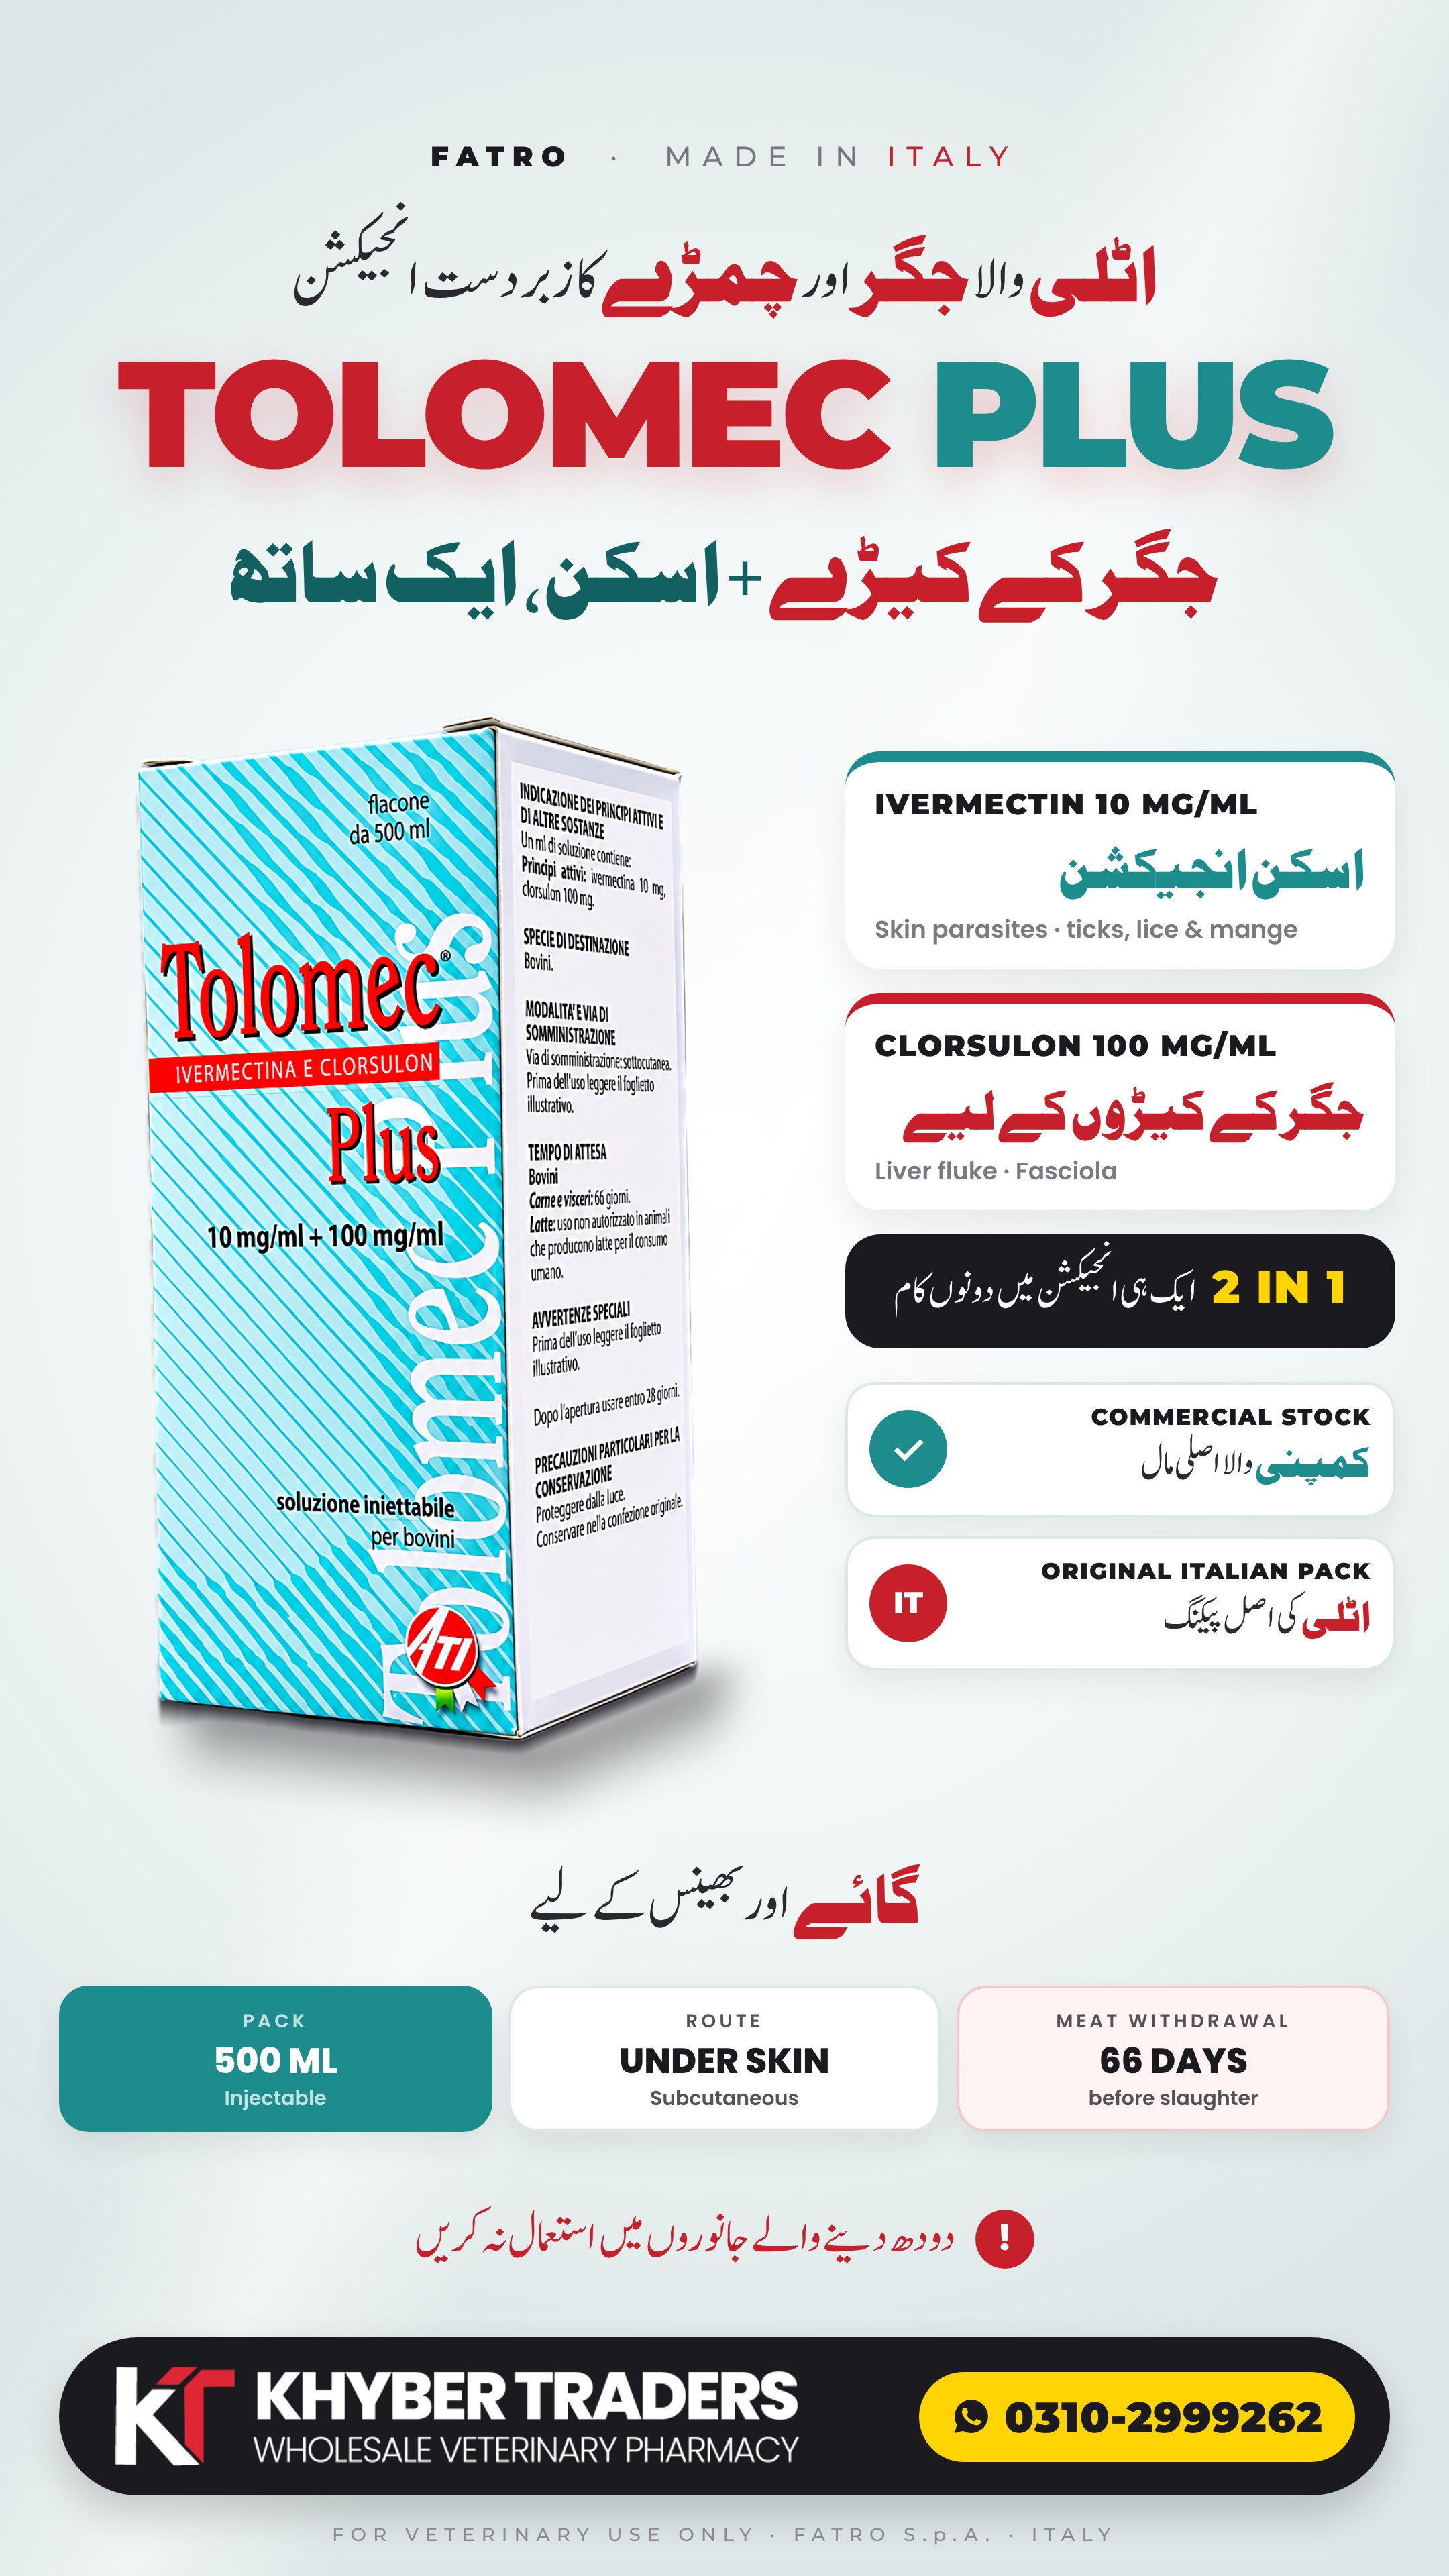 FATRO · MADE IN ITALY
اٹلی والا جگر اور چمڑے کا زبردست انجیکشن
TOLOMEC PLUS
جگر کے کیڑے + اسکن، ایک ساتھ
flacone
da 500 ml
Tolomec®
IVERMECTINA E CLORSULON
Plus
10 mg/ml + 100 mg/ml
soluzione iniettabile
per bovini
Tolomec Plus
ATI
INDICAZIONE DEI PRINCIPI ATTIVI E
DI ALTRE SOSTANZE
Un ml di soluzione contiene:
Principi attivi: ivermectina 10 mg,
clorsulon 100 mg.
SPECIE DI DESTINAZIONE
Bovini.
MODALITA' E VIA DI
SOMMINISTRAZIONE
Via di somministrazione: sottocutanea.
Prima dell'uso leggere il foglietto
illustrativo.
TEMPO DI ATTESA
Bovini
Carne e visceri: 66 giorni.
Latte: uso non autorizzato in animali
che producono latte per il consumo
umano.
AVVERTENZE SPECIALI
Prima dell'uso leggere il foglietto
illustrativo.
Dopo l'apertura usare entro 28 giorni.
PRECAUZIONI PARTICOLARI PER LA
CONSERVAZIONE
Proteggere dalla luce.
Conservare nella confezione originale.
IVERMECTIN 10 MG/ML
اسکن انجیکشن
Skin parasites · ticks, lice & mange
CLORSULON 100 MG/ML
جگر کے کیڑوں کے لیے
Liver fluke · Fasciola
2 IN 1 ایک ہی انجیکشن میں دونوں کام
COMMERCIAL STOCK
کمپنی والا اصلی مال
IT
ORIGINAL ITALIAN PACK
اٹلی کی اصل پیکنگ
گائے اور بھینس کے لیے
PACK
500 ML
Injectable
ROUTE
UNDER SKIN
Subcutaneous
MEAT WITHDRAWAL
66 DAYS
before slaughter
! دودھ دینے والے جانوروں میں استعمال نہ کریں
KT
KHYBER TRADERS
WHOLESALE VETERINARY PHARMACY
0310-2999262
FOR VETERINARY USE ONLY · FATRO S.p.A. · ITALY